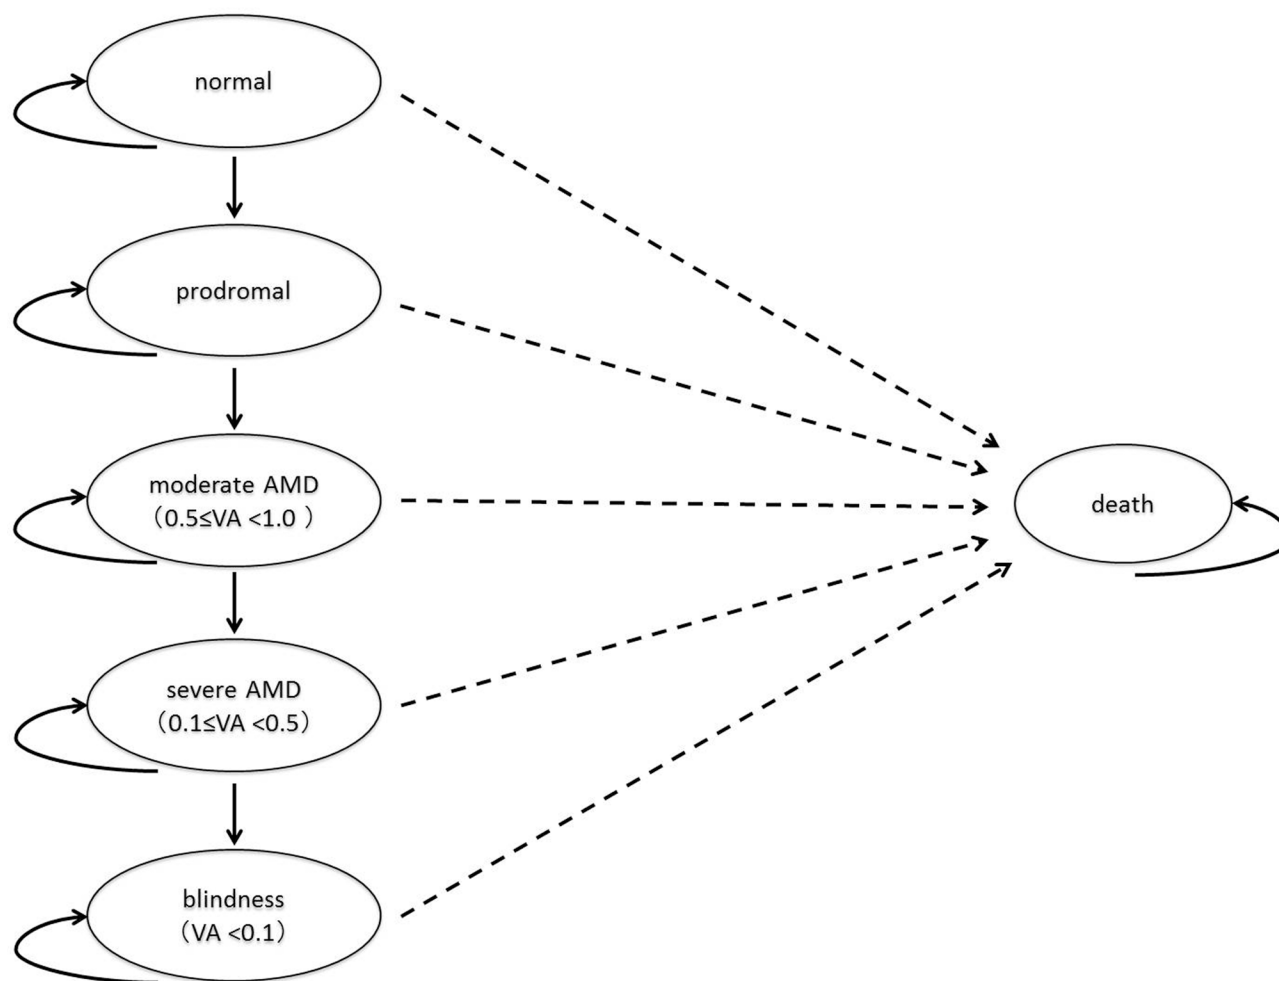 normal
prodromal
moderate AMD
（0.5≤VA <1.0 ）
death
severe AMD
（0.1≤VA <0.5）
blindness
（VA <0.1）